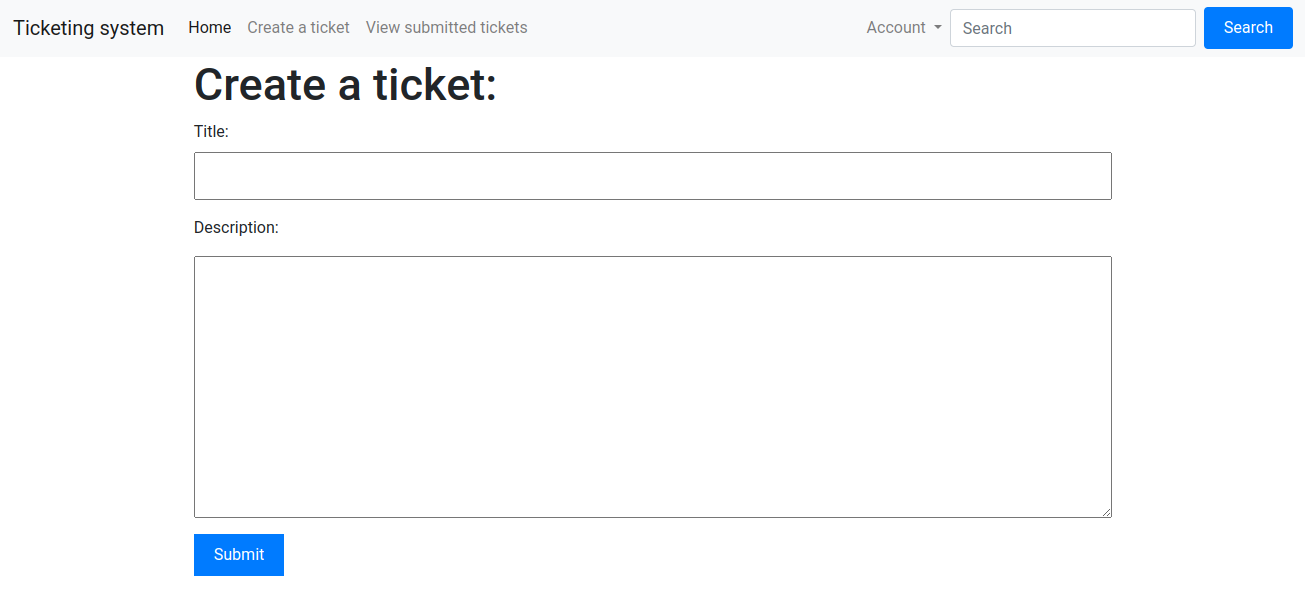 Ticketing system Home Create a ticket View submitted tickets Account Search Search
Create a ticket:
Title:
Description:
Submit